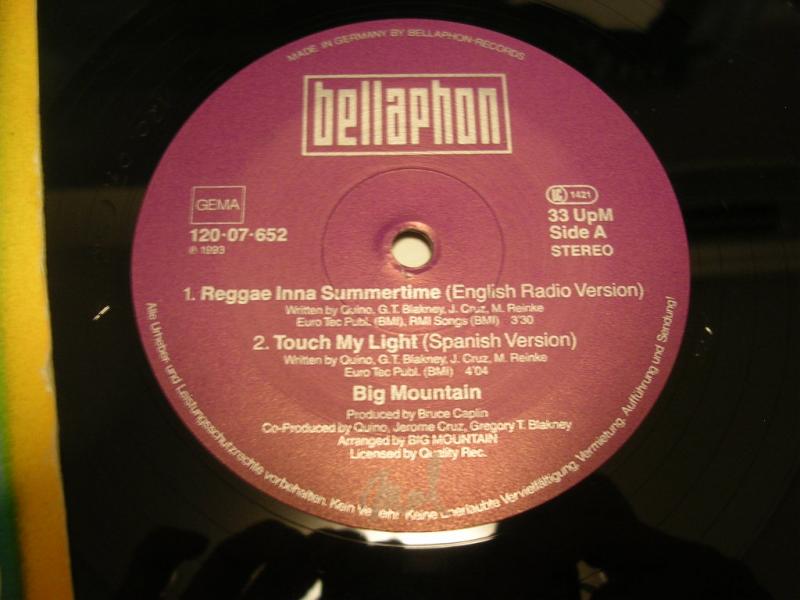 MADE IN GERMANY BY BELLAPHON-RECORDS
bellaphon
GEMA
LC 1421
120·07·652
33 UpM
℗ 1993
Side A
STEREO
1. Reggae Inna Summertime (English Radio Version)
Written by Quino, G.T. Blakney, J. Cruz, M. Reinke
Euro Tec Publ. (BMI), RMI Songs (BMI) 3'30
2. Touch My Light (Spanish Version)
Written by Quino, G.T. Blakney, J. Cruz, M. Reinke
Euro Tec Publ. (BMI) 4'04
Big Mountain
Produced by Bruce Caplin
Co-Produced by Quino, Jerome Cruz, Gregory T. Blakney
Arranged by BIG MOUNTAIN
Licensed by Quality Rec.
Alle Urheber- und Leistungsschutzrechte vorbehalten. Kein Verleih! Keine unerlaubte Vervielfältigung, Vermietung, Aufführung und Sendung!